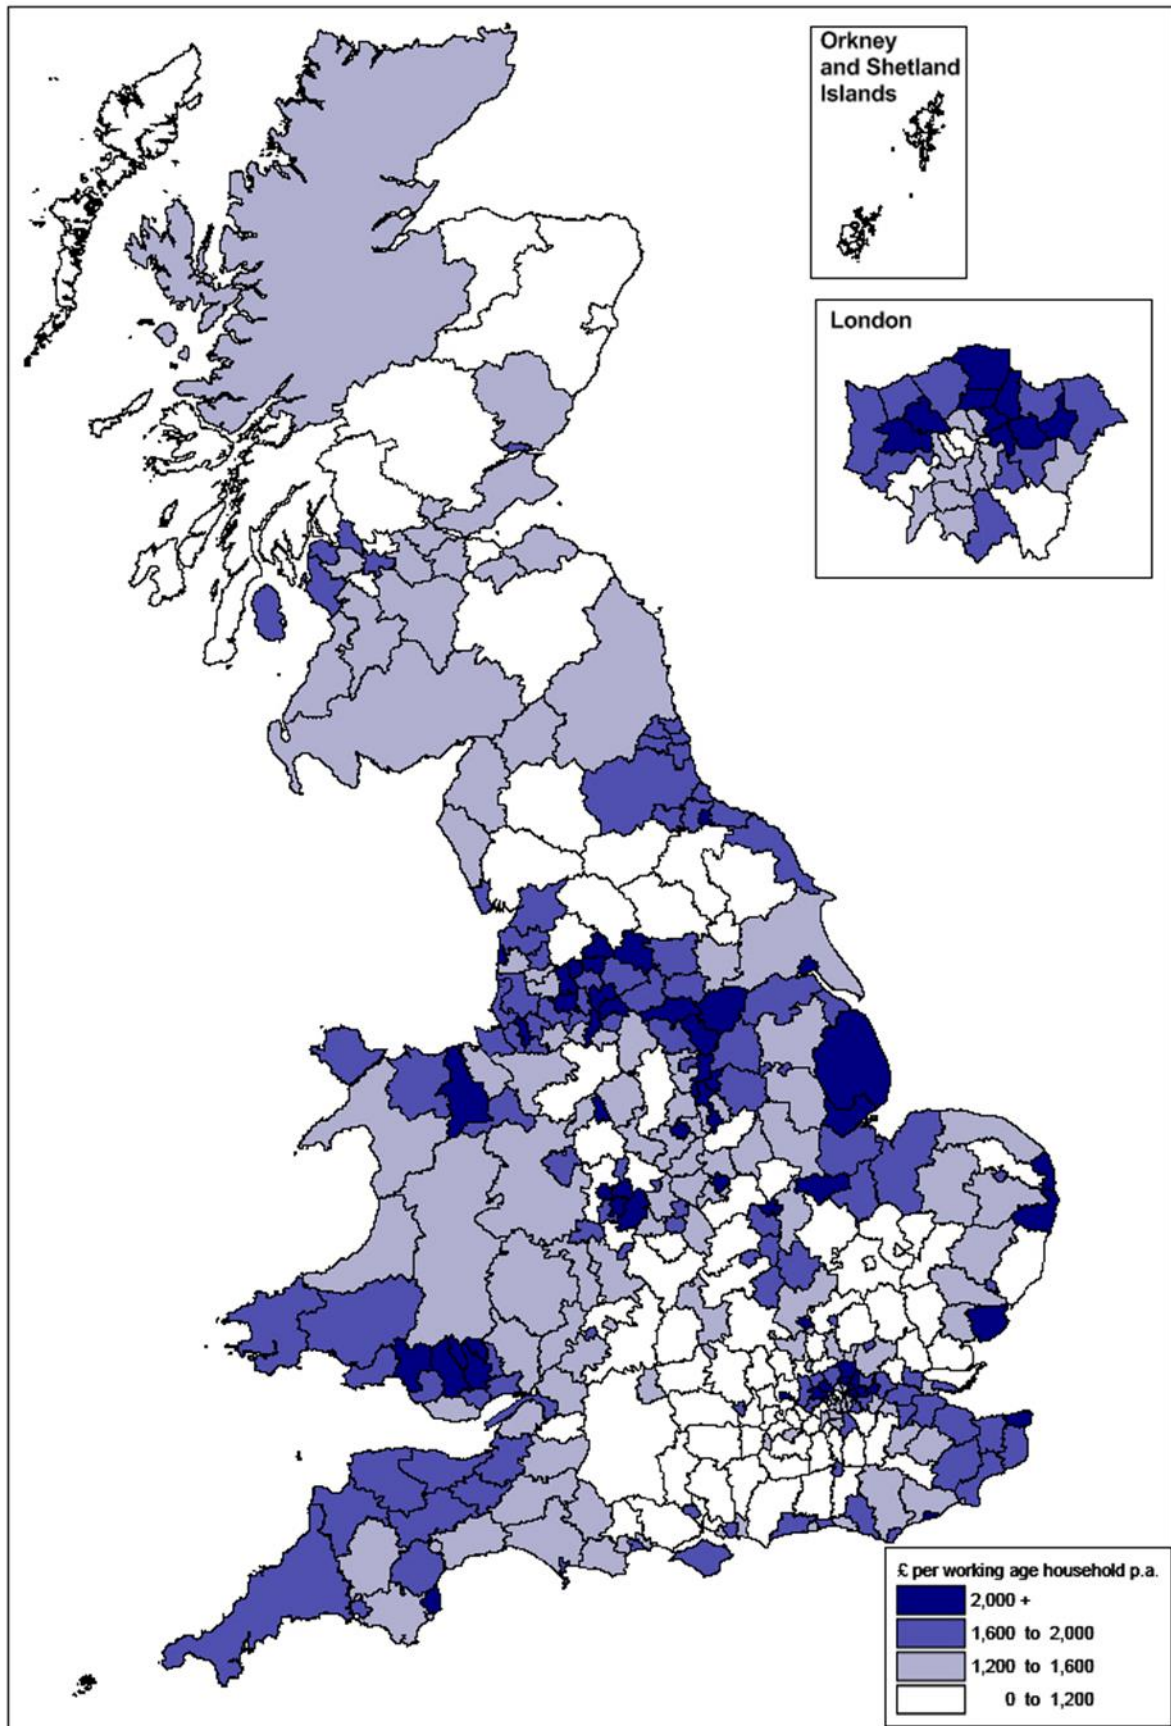 Orkney
and Shetland
Islands
London
£ per working age household p.a.
2,000 +
1,600 to 2,000
1,200 to 1,600
0 to 1,200